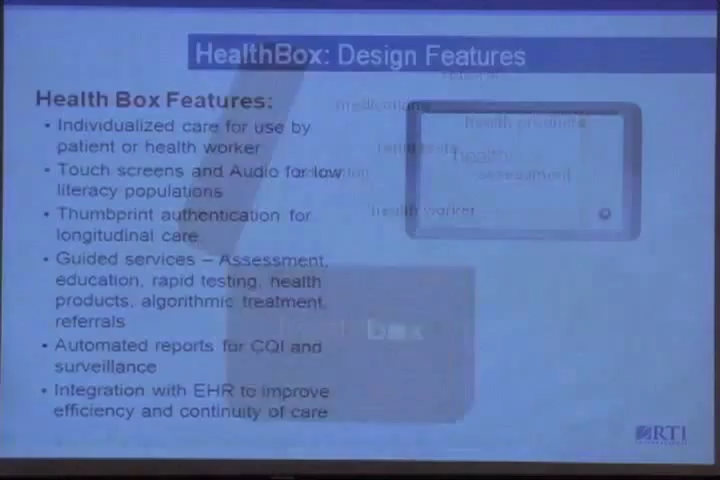 HealthBox: Design Features
Health Box Features:
• Individualized care for use by
patient or health worker
• Touch screens and Audio for low
literacy populations
• Thumbprint authentication for
longitudinal care
• Guided services – Assessment,
education, rapid testing, health
products, algorithmic treatment,
referrals
• Automated reports for CQI and
surveillance
• Integration with EHR to improve
efficiency and continuity of care
medications
health products
health
assessment
health worker
box
RTI